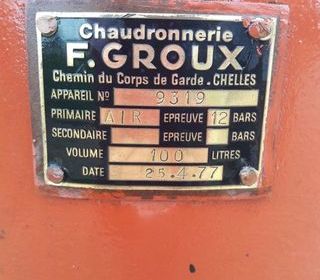 Chaudronnerie
F. GROUX
Chemin du Corps de Garde . CHELLES
APPAREIL No 9319
PRIMAIRE AIR EPREUVE 12 BARS
SECONDAIRE EPREUVE BARS
VOLUME 100 LITRES
DATE 25.4.77